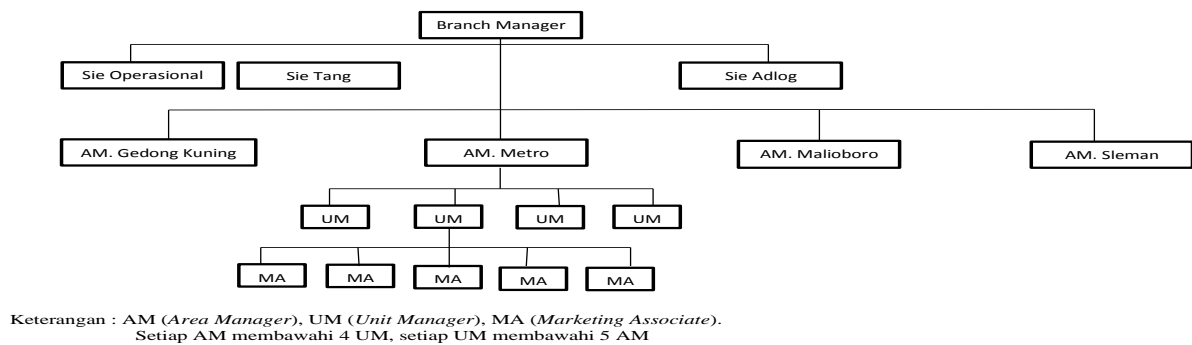 Branch Manager
Sie Operasional
Sie Tang
Sie Adlog
AM. Gedong Kuning
AM. Metro
AM. Malioboro
AM. Sleman
UM
UM
UM
UM
MA
MA
MA
MA
MA
Keterangan : AM (Area Manager), UM (Unit Manager), MA (Marketing Associate).
Setiap AM membawahi 4 UM, setiap UM membawahi 5 AM